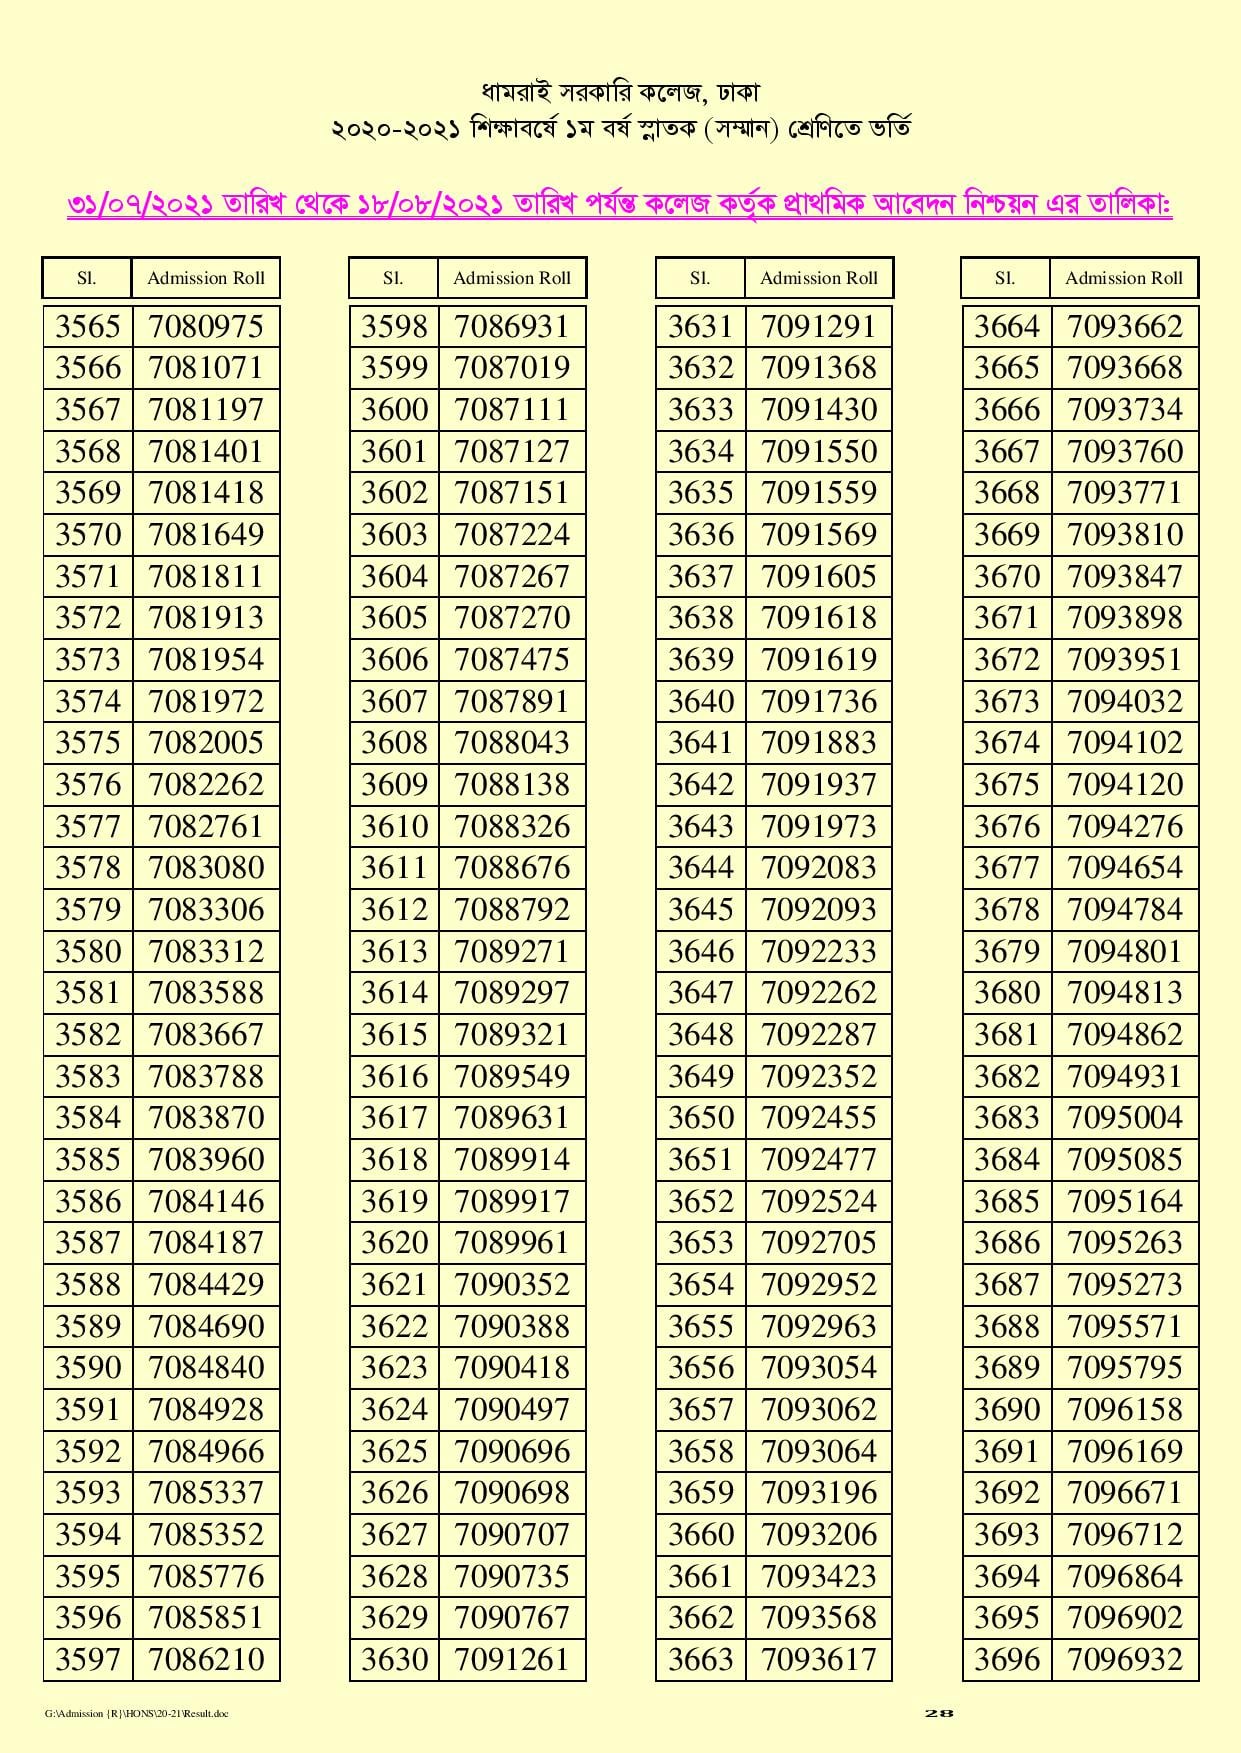 ধামরাই সরকারি কলেজ, ঢাকা
২০২০-২০২১ শিক্ষাবর্ষে ১ম বর্ষ স্নাতক (সম্মান) শ্রেণিতে ভর্তি
৩১/০৭/২০২১ তারিখ থেকে ১৮/০৮/২০২১ তারিখ পর্যন্ত কলেজ কর্তৃক প্রাথমিক আবেদন নিশ্চয়ন এর তালিকা:
Sl. Admission Roll Sl. Admission Roll Sl. Admission Roll Sl. Admission Roll
3565 7080975 3598 7086931 3631 7091291 3664 7093662
3566 7081071 3599 7087019 3632 7091368 3665 7093668
3567 7081197 3600 7087111 3633 7091430 3666 7093734
3568 7081401 3601 7087127 3634 7091550 3667 7093760
3569 7081418 3602 7087151 3635 7091559 3668 7093771
3570 7081649 3603 7087224 3636 7091569 3669 7093810
3571 7081811 3604 7087267 3637 7091605 3670 7093847
3572 7081913 3605 7087270 3638 7091618 3671 7093898
3573 7081954 3606 7087475 3639 7091619 3672 7093951
3574 7081972 3607 7087891 3640 7091736 3673 7094032
3575 7082005 3608 7088043 3641 7091883 3674 7094102
3576 7082262 3609 7088138 3642 7091937 3675 7094120
3577 7082761 3610 7088326 3643 7091973 3676 7094276
3578 7083080 3611 7088676 3644 7092083 3677 7094654
3579 7083306 3612 7088792 3645 7092093 3678 7094784
3580 7083312 3613 7089271 3646 7092233 3679 7094801
3581 7083588 3614 7089297 3647 7092262 3680 7094813
3582 7083667 3615 7089321 3648 7092287 3681 7094862
3583 7083788 3616 7089549 3649 7092352 3682 7094931
3584 7083870 3617 7089631 3650 7092455 3683 7095004
3585 7083960 3618 7089914 3651 7092477 3684 7095085
3586 7084146 3619 7089917 3652 7092524 3685 7095164
3587 7084187 3620 7089961 3653 7092705 3686 7095263
3588 7084429 3621 7090352 3654 7092952 3687 7095273
3589 7084690 3622 7090388 3655 7092963 3688 7095571
3590 7084840 3623 7090418 3656 7093054 3689 7095795
3591 7084928 3624 7090497 3657 7093062 3690 7096158
3592 7084966 3625 7090696 3658 7093064 3691 7096169
3593 7085337 3626 7090698 3659 7093196 3692 7096671
3594 7085352 3627 7090707 3660 7093206 3693 7096712
3595 7085776 3628 7090735 3661 7093423 3694 7096864
3596 7085851 3629 7090767 3662 7093568 3695 7096902
3597 7086210 3630 7091261 3663 7093617 3696 7096932
G:\Admission {R}\HONS\20-21\Result.doc 28